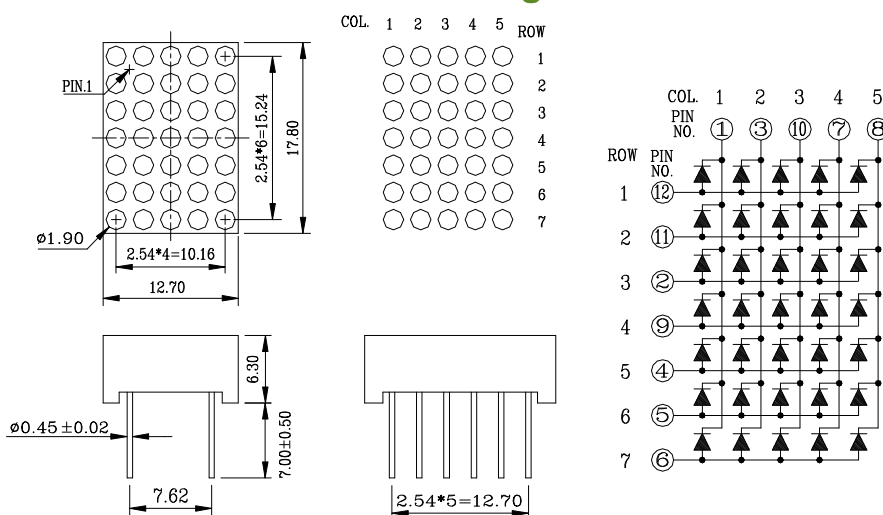 COL. 1 2 3 4 5
ROW
1
2
3
4
5
6
7
PIN.1
2.54*6=15.24
17.80
ø1.90
2.54*4=10.16
12.70
6.30
ø0.45±0.02
7.00±0.50
7.62
2.54*5=12.70
COL. 1 2 3 4 5
PIN NO. ① ③ ⑩ ⑦ ⑧
ROW PIN NO.
1 ⑫
2 ⑪
3 ②
4 ⑨
5 ④
6 ⑤
7 ⑥